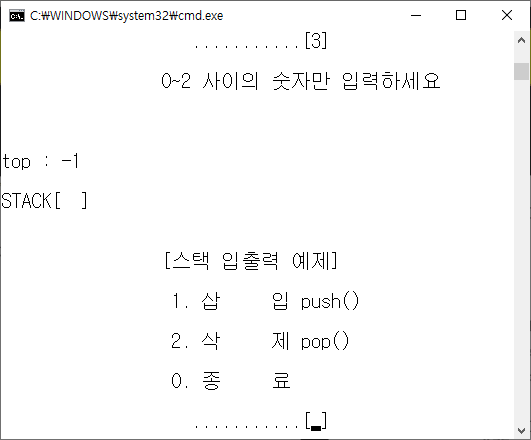 C:\WINDOWS\system32\cmd.exe
...........[3]
0~2 사이의 숫자만 입력하세요
top : -1
STACK[  ]
[스택 입출력 예제]
1. 삽     입 push()
2. 삭     제 pop()
0. 종     료
...........[_]